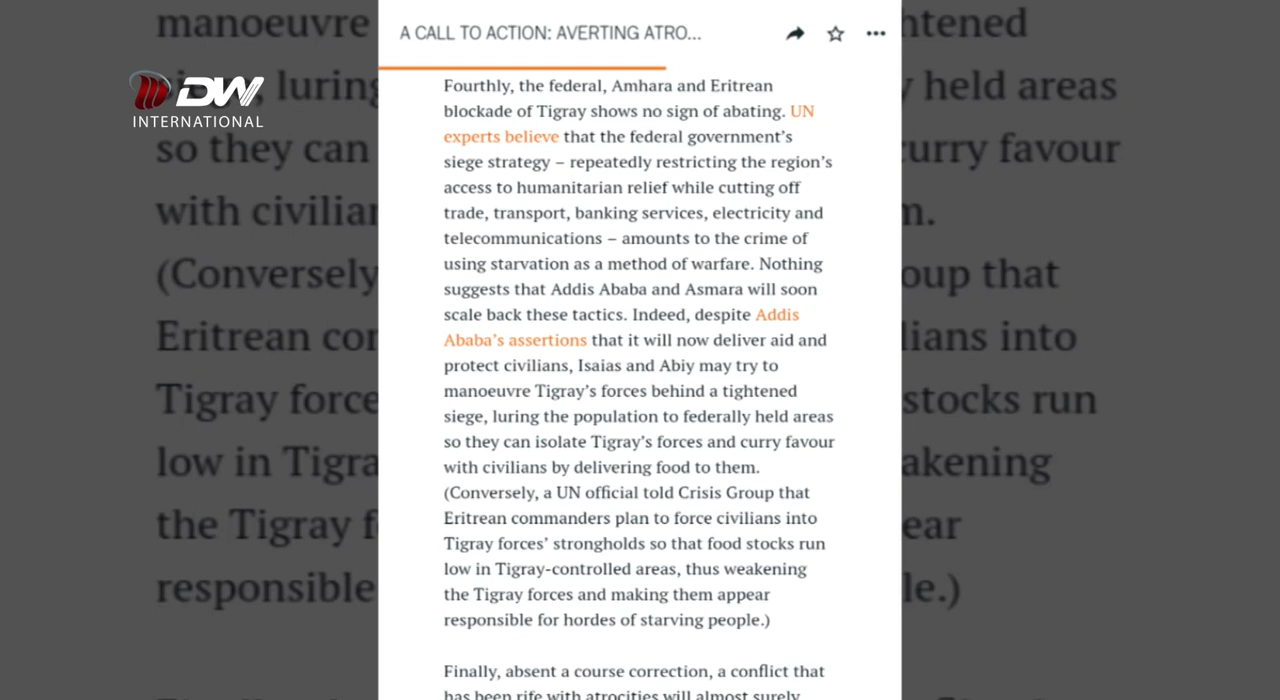 A CALL TO ACTION: AVERTING ATRO...
DW
INTERNATIONAL
Fourthly, the federal, Amhara and Eritrean
blockade of Tigray shows no sign of abating. UN
experts believe that the federal government’s
siege strategy – repeatedly restricting the region’s
access to humanitarian relief while cutting off
trade, transport, banking services, electricity and
telecommunications – amounts to the crime of
using starvation as a method of warfare. Nothing
suggests that Addis Ababa and Asmara will soon
scale back these tactics. Indeed, despite Addis
Ababa’s assertions that it will now deliver aid and
protect civilians, Isaias and Abiy may try to
manoeuvre Tigray’s forces behind a tightened
siege, luring the population to federally held areas
so they can isolate Tigray’s forces and curry favour
with civilians by delivering food to them.
(Conversely, a UN official told Crisis Group that
Eritrean commanders plan to force civilians into
Tigray forces’ strongholds so that food stocks run
low in Tigray-controlled areas, thus weakening
the Tigray forces and making them appear
responsible for hordes of starving people.)
Finally, absent a course correction, a conflict that
has been rife with atrocities will almost surely